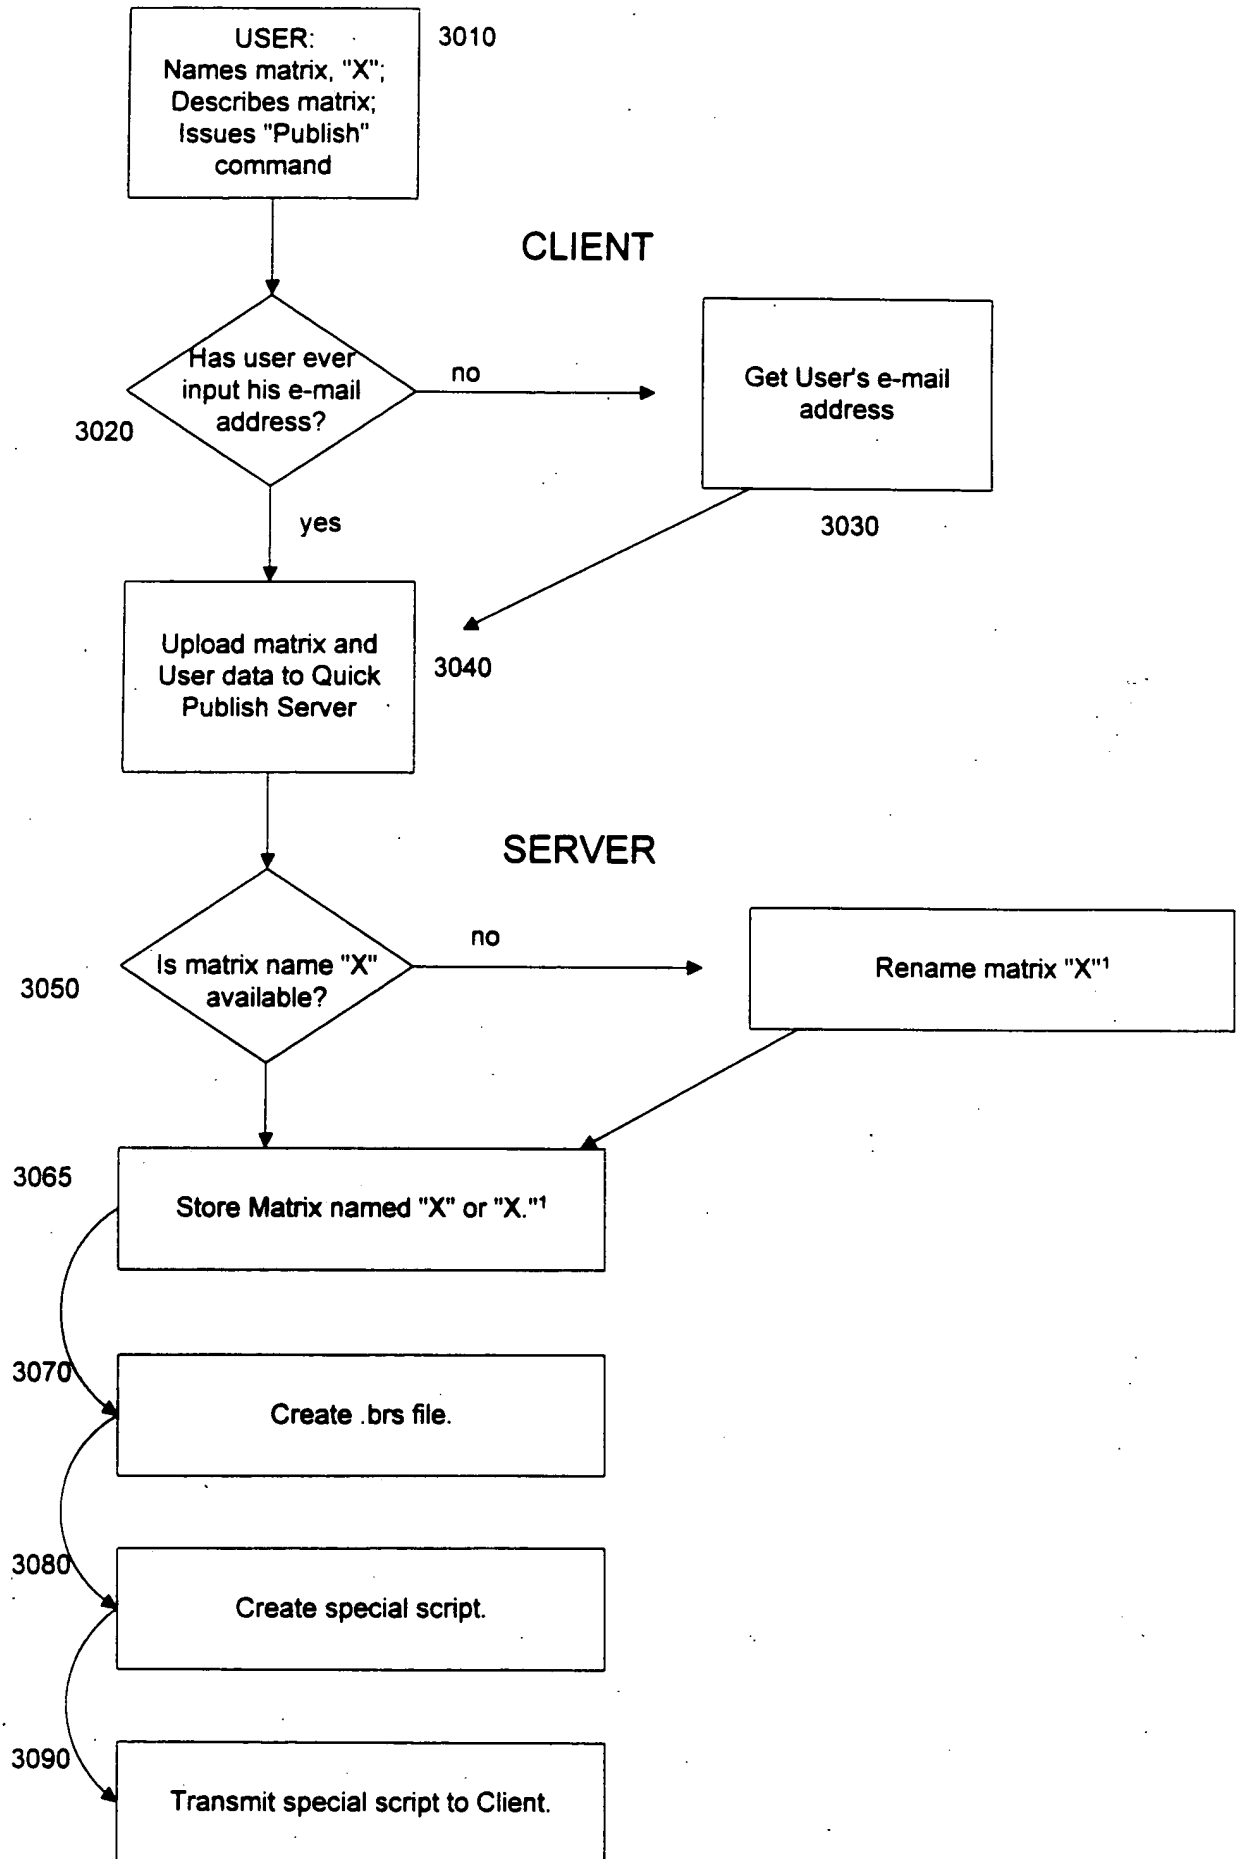 USER:
Names matrix, "X";
Describes matrix;
Issues "Publish"
command
3010
CLIENT
Has user ever
input his e-mail
address?
3020
no
Get User's e-mail
address
3030
yes
Upload matrix and
User data to Quick
Publish Server
3040
SERVER
Is matrix name "X"
available?
3050
no
Rename matrix "X"¹
3065
Store Matrix named "X" or "X."¹
3070
Create .brs file.
3080
Create special script.
3090
Transmit special script to Client.